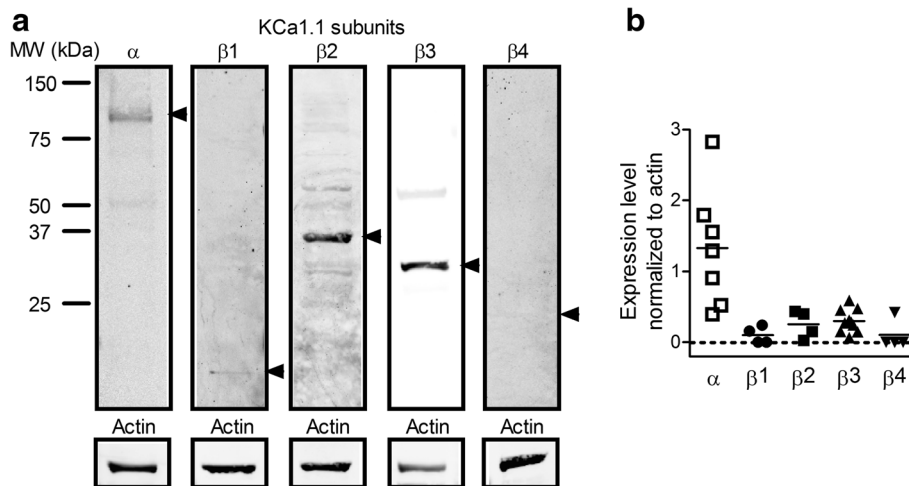 a
KCa1.1 subunits
MW (kDa) α β1 β2 β3 β4
150
75
50
37
25
Actin Actin Actin Actin Actin
b
Expression level
normalized to actin
3
2
1
0
α β1 β2 β3 β4